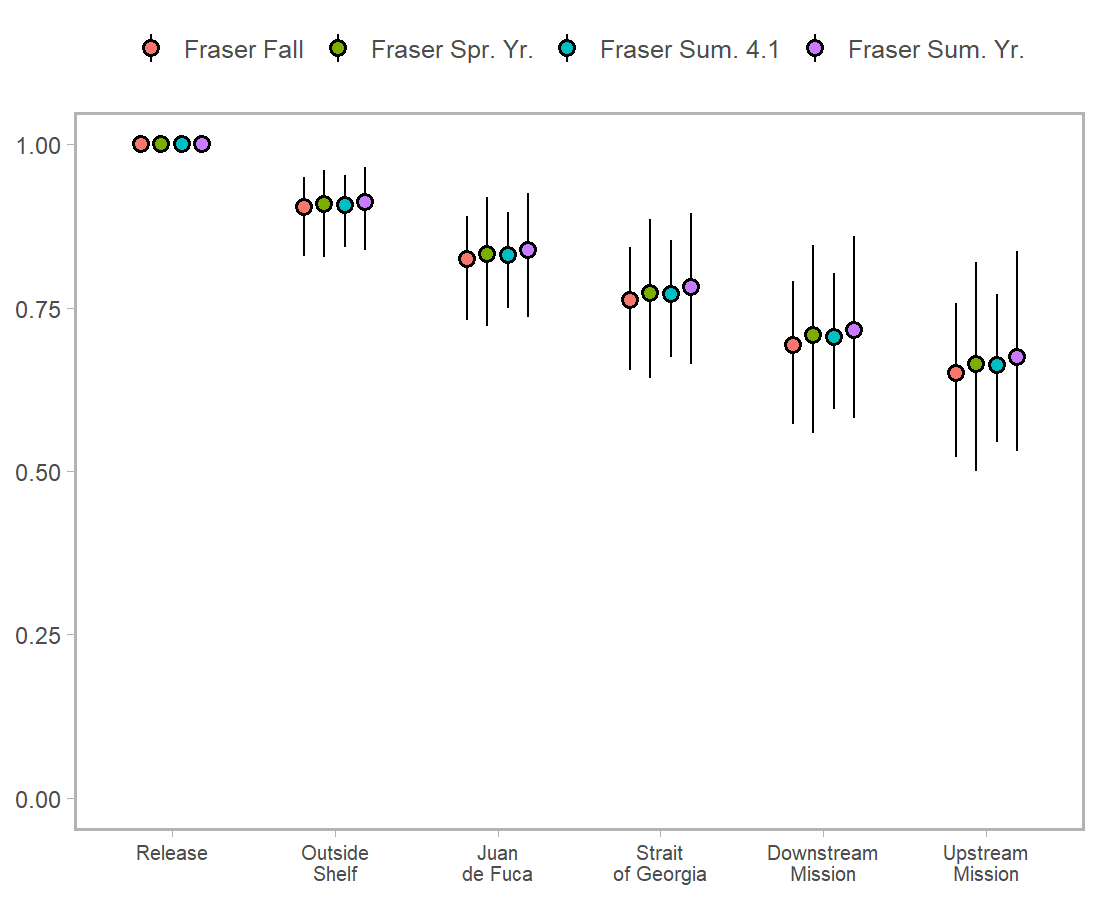 Fraser Fall Fraser Spr. Yr. Fraser Sum. 4.1 Fraser Sum. Yr.
1.00
0.75
0.50
0.25
0.00
Release Outside Juan Strait Downstream Upstream
Shelf de Fuca of Georgia Mission Mission